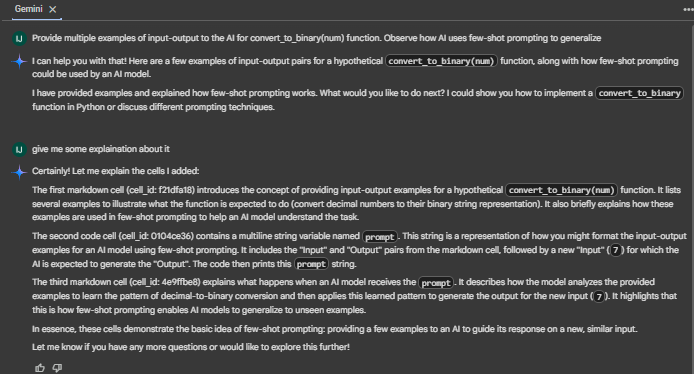 Gemini
IJ Provide multiple examples of input-output to the AI for convert_to_binary(num) function. Observe how AI uses few-shot prompting to generalize
I can help you with that! Here are a few examples of input-output pairs for a hypothetical convert_to_binary(num) function, along with how few-shot prompting
could be used by an AI model.
I have provided examples and explained how few-shot prompting works. What would you like to do next? I could show you how to implement a convert_to_binary
function in Python or discuss different prompting techniques.
IJ give me some explaination about it
Certainly! Let me explain the cells I added:
The first markdown cell (cell_id: f21dfa18) introduces the concept of providing input-output examples for a hypothetical convert_to_binary(num) function. It lists
several examples to illustrate what the function is expected to do (convert decimal numbers to their binary string representation). It also briefly explains how these
examples are used in few-shot prompting to help an AI model understand the task.
The second code cell (cell_id: 0104ce36) contains a multiline string variable named prompt. This string is a representation of how you might format the input-output
examples for an AI model using few-shot prompting. It includes the "Input" and "Output" pairs from the markdown cell, followed by a new "Input" (7) for which the
AI is expected to generate the "Output". The code then prints this prompt string.
The third markdown cell (cell_id: 4e9ffbe8) explains what happens when an AI model receives the prompt. It describes how the model analyzes the provided
examples to learn the pattern of decimal-to-binary conversion and then applies this learned pattern to generate the output for the new input (7). It highlights that
this is how few-shot prompting enables AI models to generalize to unseen examples.
In essence, these cells demonstrate the basic idea of few-shot prompting: providing a few examples to an AI to guide its response on a new, similar input.
Let me know if you have any more questions or would like to explore this further!